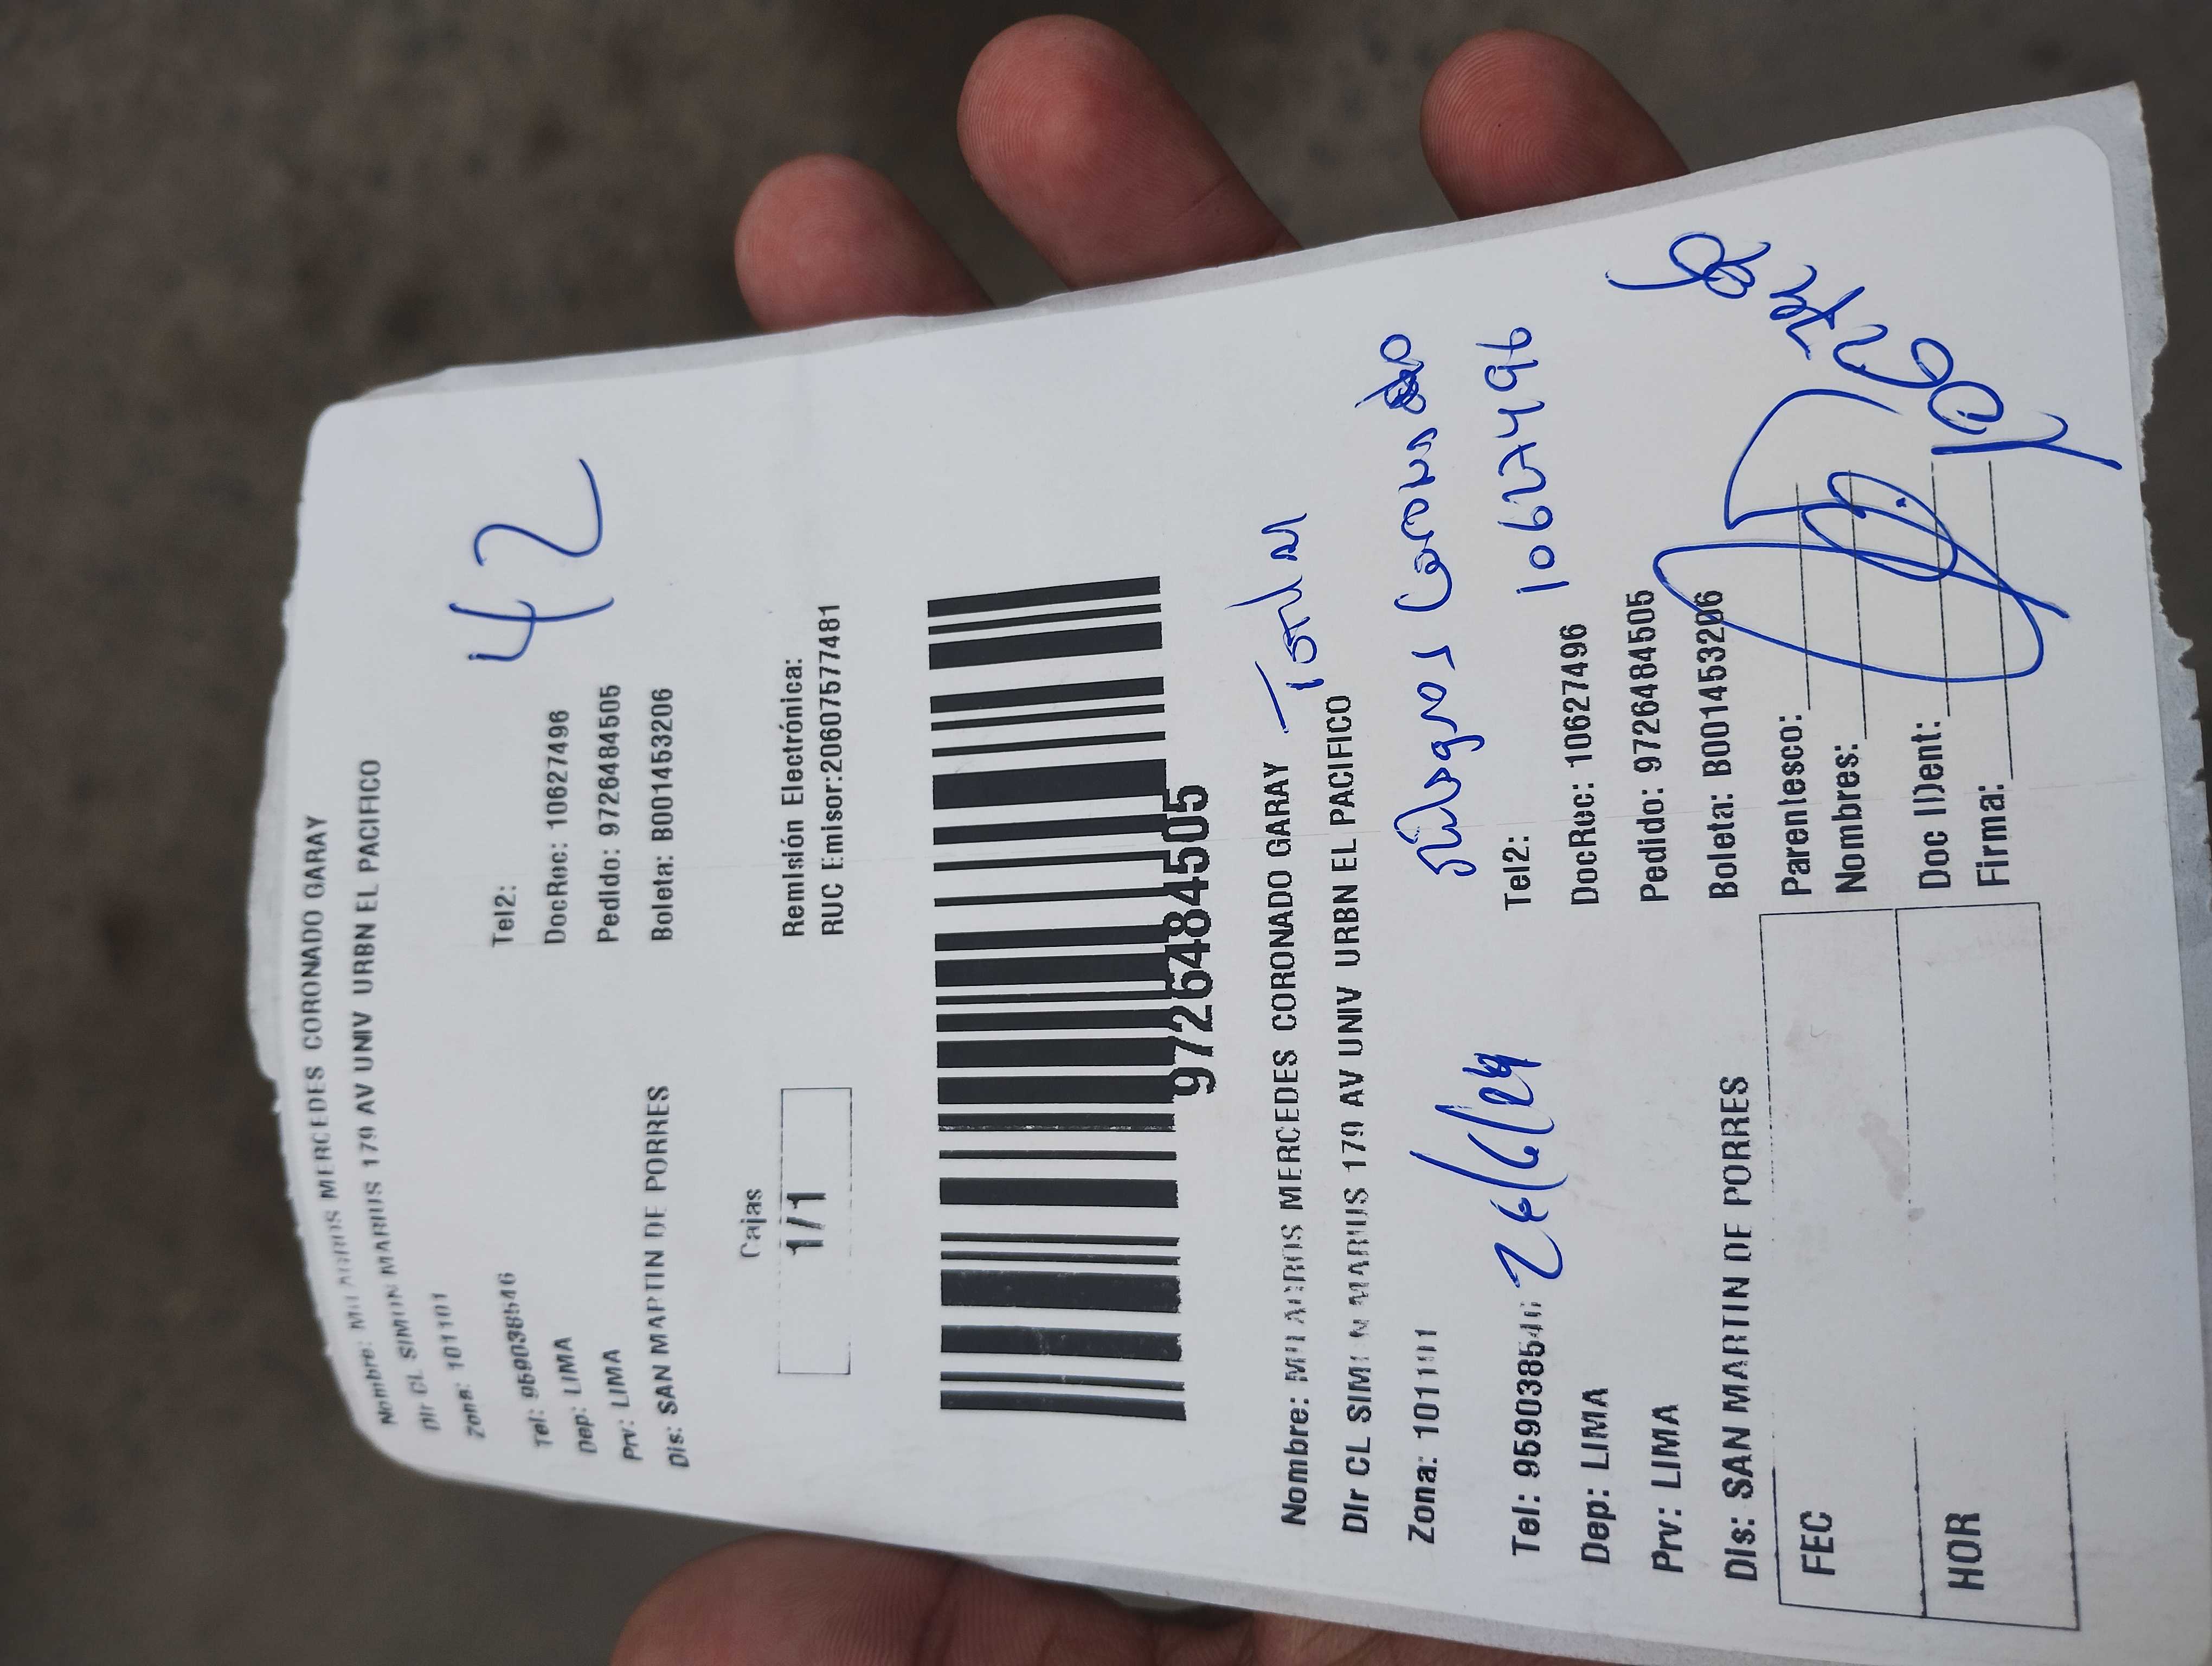 Nombre: MILAGROS MERCEDES CORONADO GARAY
Dir CL SIMON MARIUS 179 AV UNIV URBN EL PACIFICO
Zona: 101101
42
Tel: 959038546 Tel2:
Dep: LIMA DocRec: 10627496
Prv: LIMA Pedido: 9726484505
Dis: SAN MARTIN DE PORRES Boleta: B001453206
Cajas
1/1
Remisión Electrónica:
RUC Emisor:20607577481
9726484505
Nombre: MILAGROS MERCEDES CORONADO GARAY
Dir CL SIMON MARIUS 179 AV UNIV URBN EL PACIFICO
Zona: 101101
Milagros Coronado
Tel: 959038546 26/6/24 Tel2: 10627496
Dep: LIMA DocRec: 10627496
Prv: LIMA Pedido: 9726484505
Dis: SAN MARTIN DE PORRES Boleta: B001453206
FEC
HOR
Parentesco:
Nombres:
Doc IDent:
Firma: